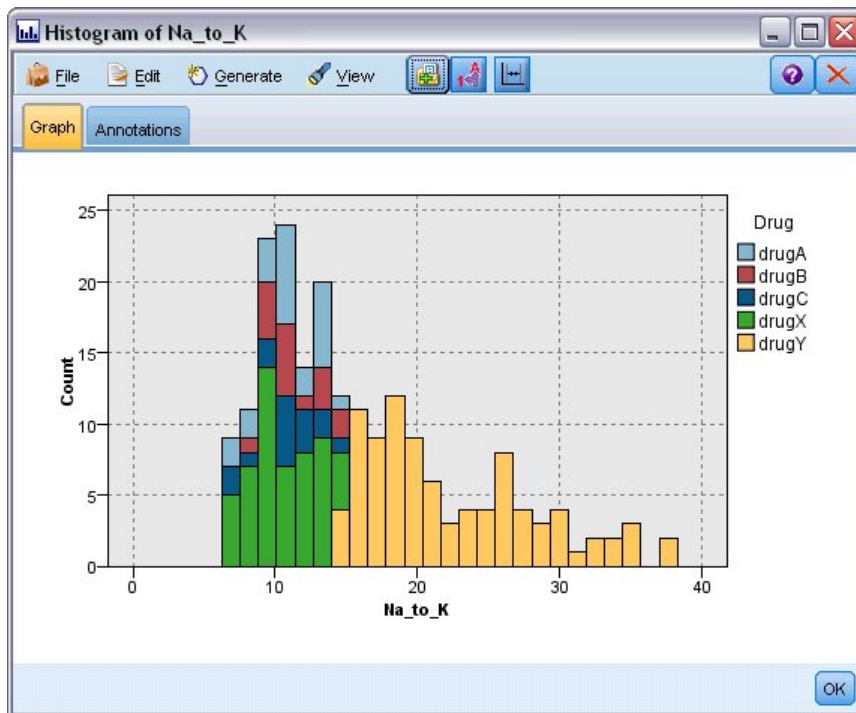 Histogram of Na_to_K
File Edit Generate View
Graph Annotations
25
20
15
10
5
0
Count
0 10 20 30 40
Na_to_K
Drug
drugA
drugB
drugC
drugX
drugY
OK